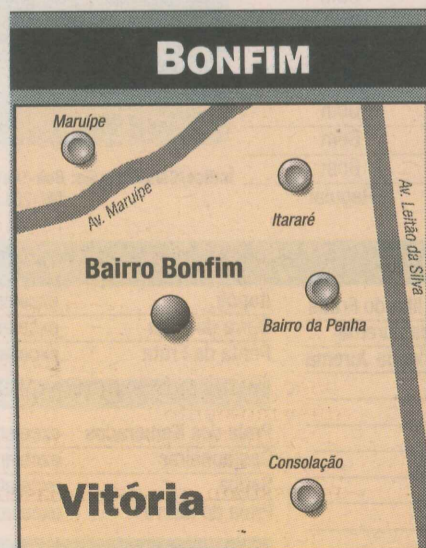 BONFIM
Maruípe
Av. Maruípe
Itararé
Av. Leitão da Silva
Bairro Bonfim
Bairro da Penha
Consolação
Vitória